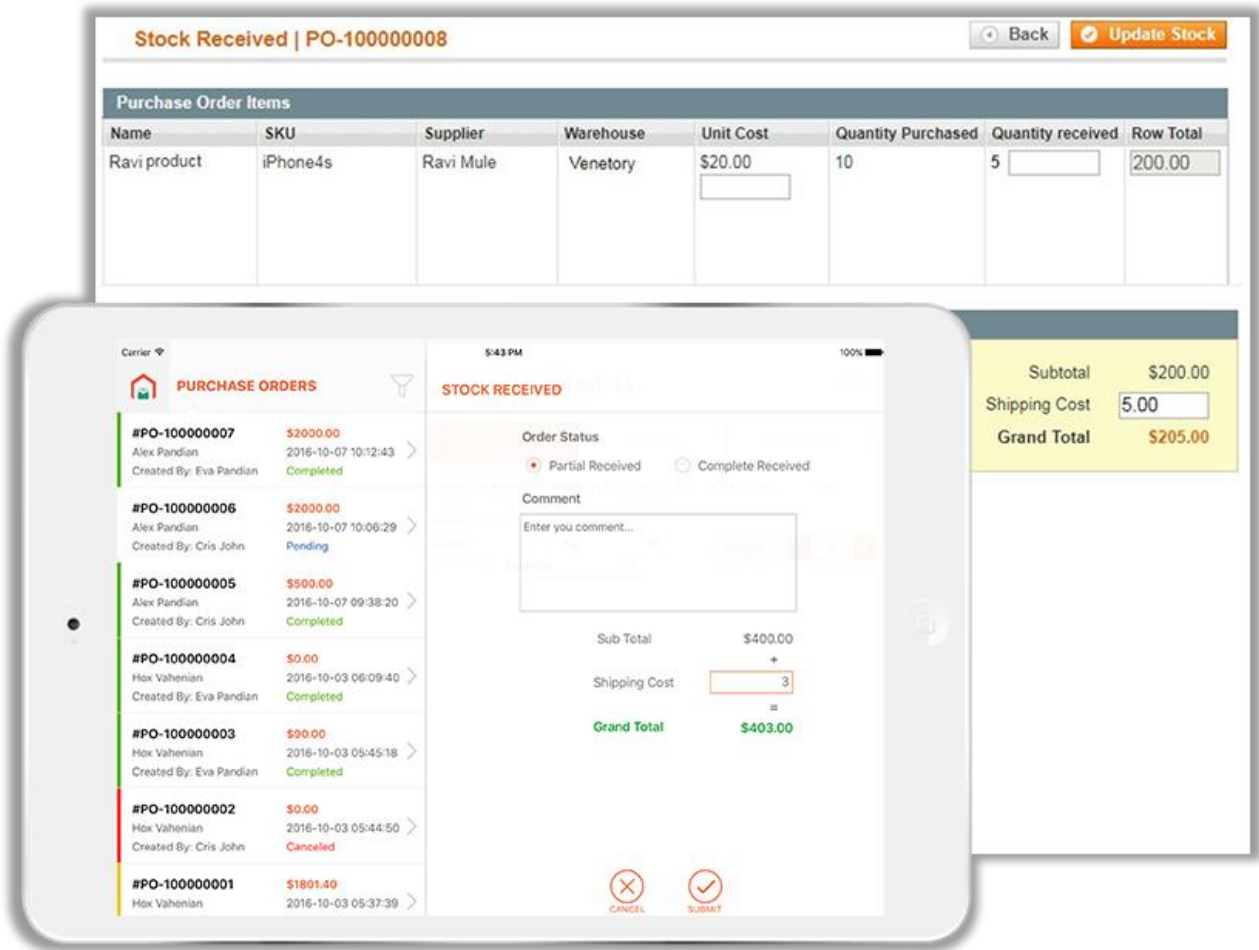 Stock Received | PO-100000008
Back
Update Stock
Purchase Order Items
Name SKU Supplier Warehouse Unit Cost Quantity Purchased Quantity received Row Total
Ravi product iPhone4s Ravi Mule Venetory $20.00 10 5 200.00
Subtotal $200.00
Shipping Cost 5.00
Grand Total $205.00
Carrier 5:43 PM 100%
PURCHASE ORDERS
#PO-100000007 $2000.00
Alex Pandian 2016-10-07 10:12:43
Created By: Eva Pandian Completed
#PO-100000006 $2000.00
Alex Pandian 2016-10-07 10:06:29
Created By: Cris John Pending
#PO-100000005 $500.00
Alex Pandian 2016-10-07 09:38:20
Created By: Cris John Completed
#PO-100000004 $0.00
Hox Vahenian 2016-10-03 06:09:40
Created By: Eva Pandian Completed
#PO-100000003 $90.00
Hox Vahenian 2016-10-03 05:45:18
Created By: Eva Pandian Completed
#PO-100000002 $0.00
Hox Vahenian 2016-10-03 05:44:50
Created By: Cris John Canceled
#PO-100000001 $1801.40
Hox Vahenian 2016-10-03 05:37:39
STOCK RECEIVED
Order Status
Partial Received Complete Received
Comment
Enter you comment...
Sub Total $400.00
+
Shipping Cost 3
=
Grand Total $403.00
CANCEL SUBMIT